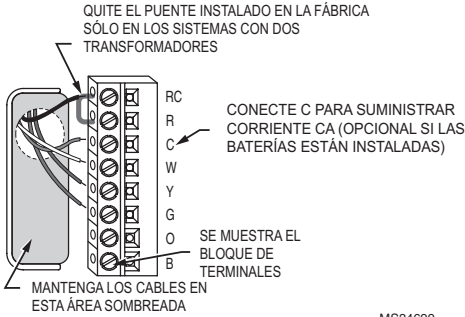 QUITE EL PUENTE INSTALADO EN LA FÁBRICA
SÓLO EN LOS SISTEMAS CON DOS
TRANSFORMADORES
RC
R
C
W
Y
G
O
B
CONECTE C PARA SUMINISTRAR
CORRIENTE CA (OPCIONAL SI LAS
BATERÍAS ESTÁN INSTALADAS)
SE MUESTRA EL
BLOQUE DE
TERMINALES
MANTENGA LOS CABLES EN
ESTA ÁREA SOMBREADA